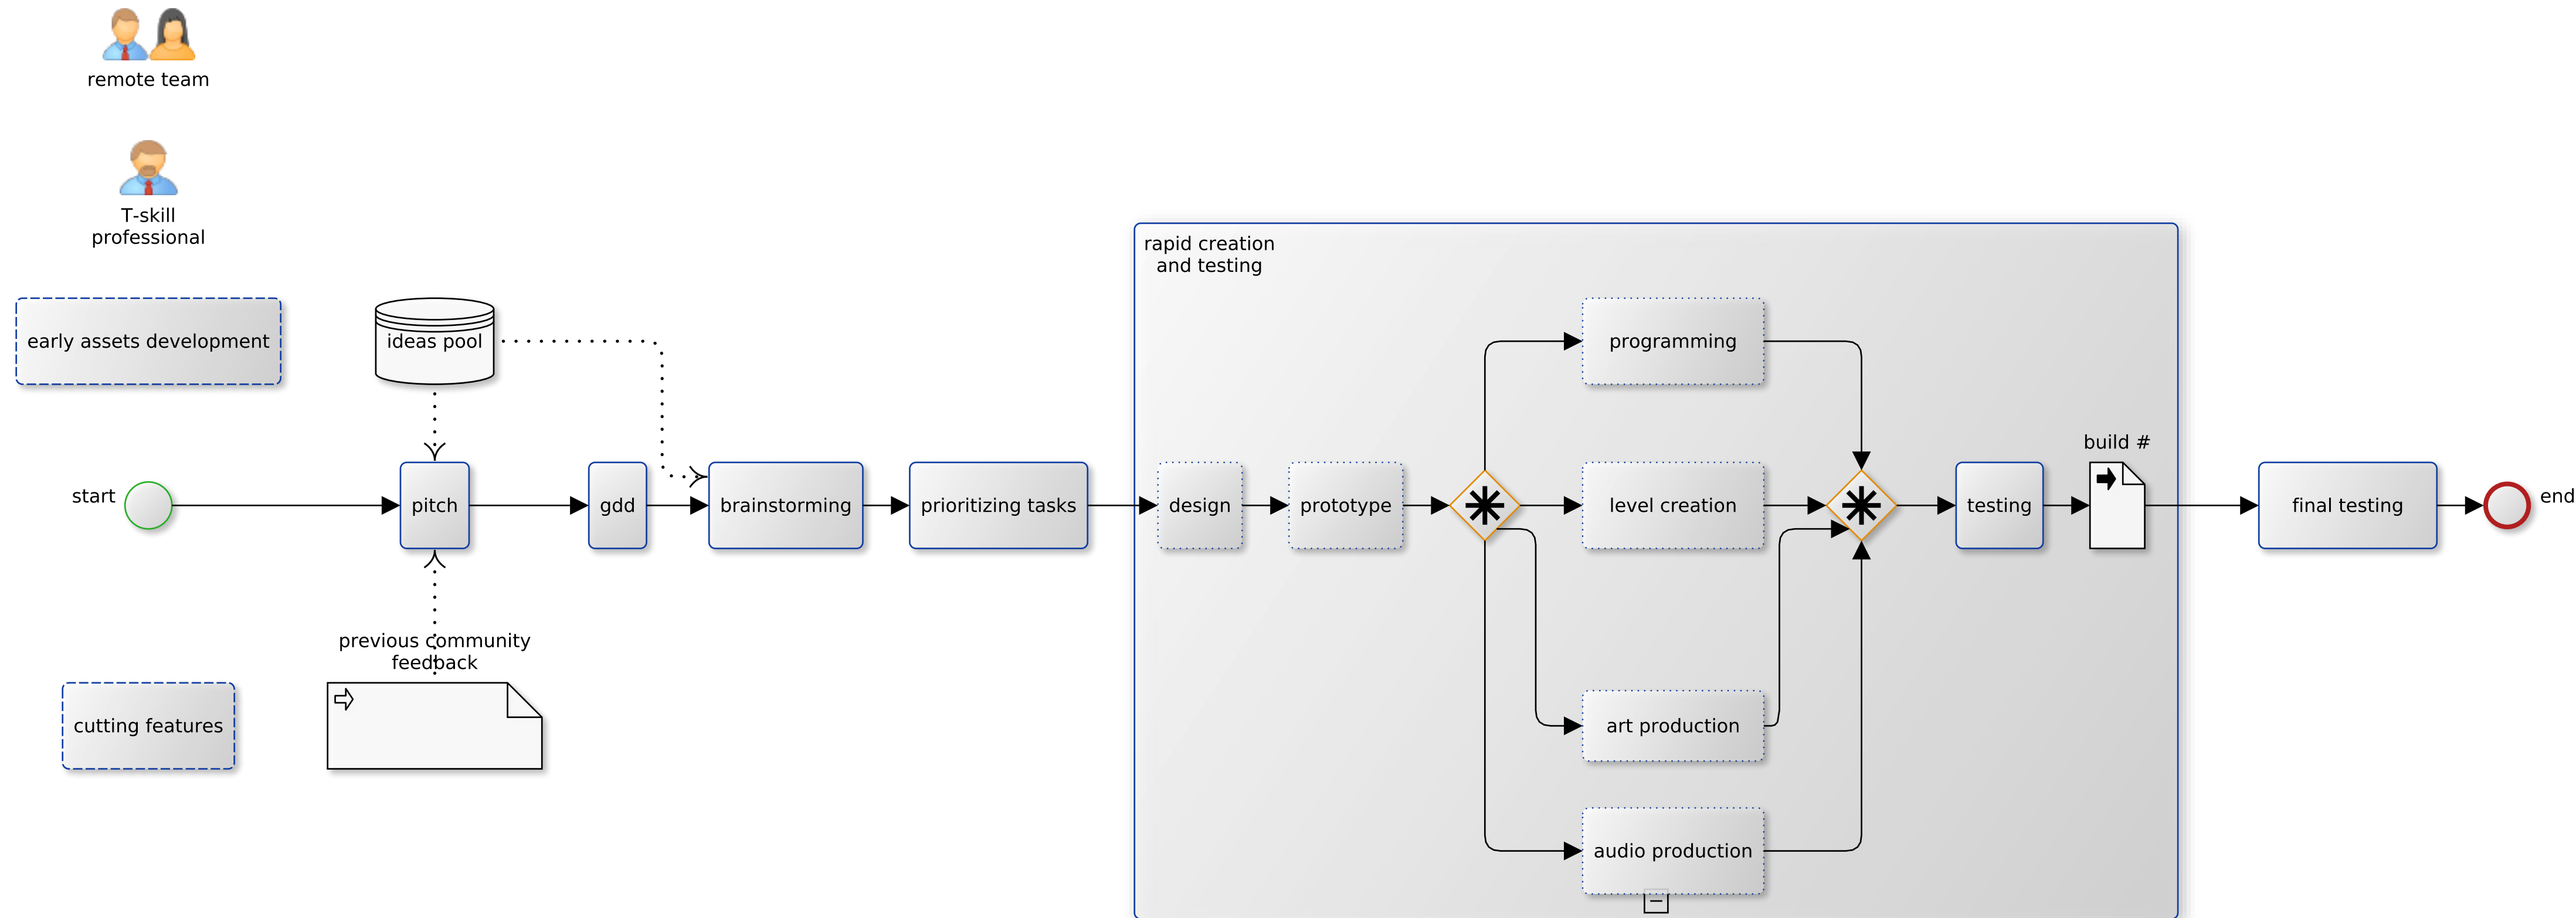 remote team
T-skill
professional
rapid creation
and testing
early assets development
ideas pool
programming
build #
start
pitch
gdd
brainstorming
prioritizing tasks
design
prototype
level creation
testing
final testing
end
previous community
feedback
cutting features
art production
audio production